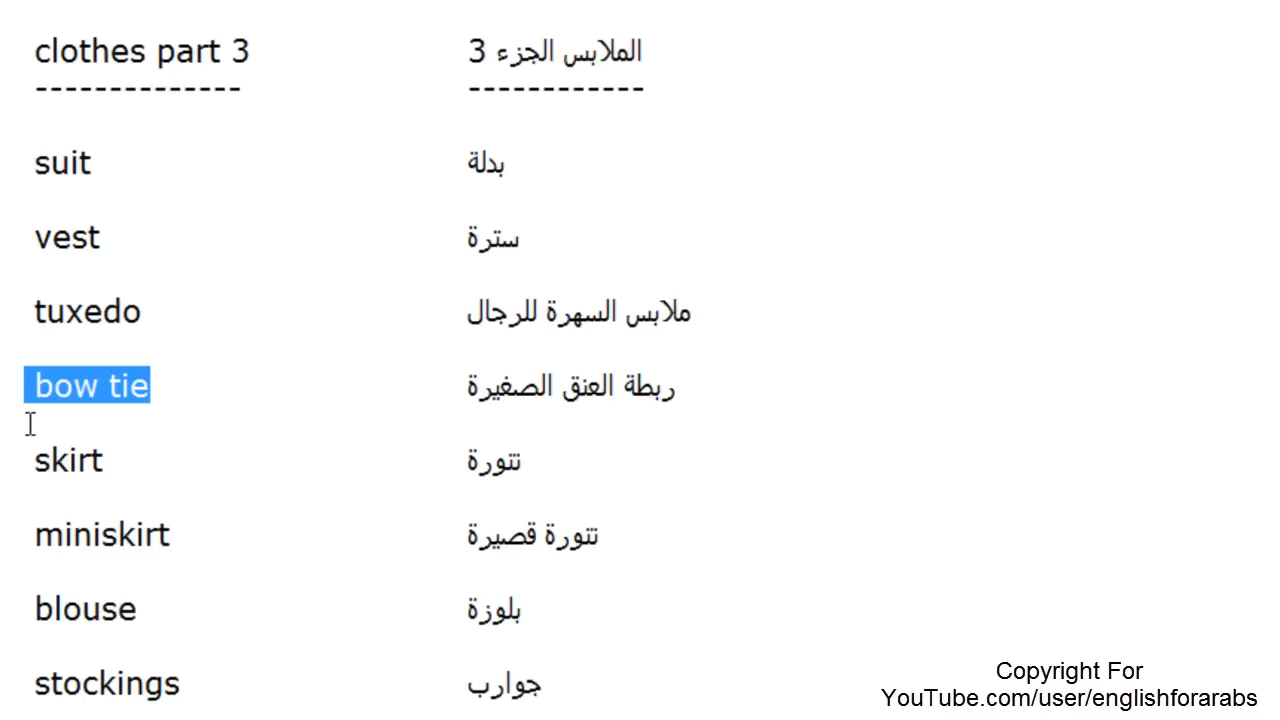 clothes part 3 الملابس الجزء 3
-------------- ------------
suit بدلة
vest سترة
tuxedo ملابس السهرة للرجال
bow tie ربطة العنق الصغيرة
skirt تنورة
miniskirt تنورة قصيرة
blouse بلوزة
stockings جوارب
Copyright For
YouTube.com/user/englishforarabs